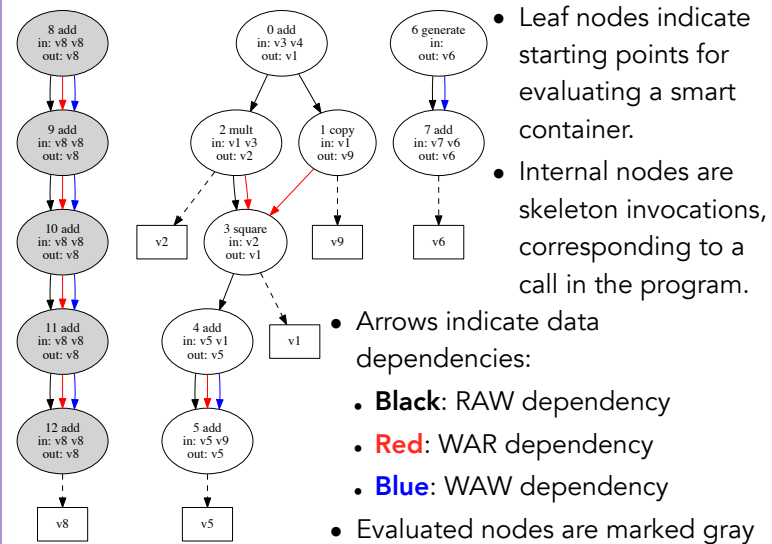 8 add
in: v8 v8
out: v8
9 add
in: v8 v8
out: v8
10 add
in: v8 v8
out: v8
11 add
in: v8 v8
out: v8
12 add
in: v8 v8
out: v8
v8
0 add
in: v3 v4
out: v1
2 mult
in: v1 v3
out: v2
1 copy
in: v1
out: v9
v2
3 square
in: v2
out: v1
v9
4 add
in: v5 v1
out: v5
v1
5 add
in: v5 v9
out: v5
v5
6 generate
in:
out: v6
7 add
in: v7 v6
out: v6
v6
• Leaf nodes indicate
starting points for
evaluating a smart
container.
• Internal nodes are
skeleton invocations,
corresponding to a
call in the program.
• Arrows indicate data
dependencies:
• Black: RAW dependency
• Red: WAR dependency
• Blue: WAW dependency
• Evaluated nodes are marked gray